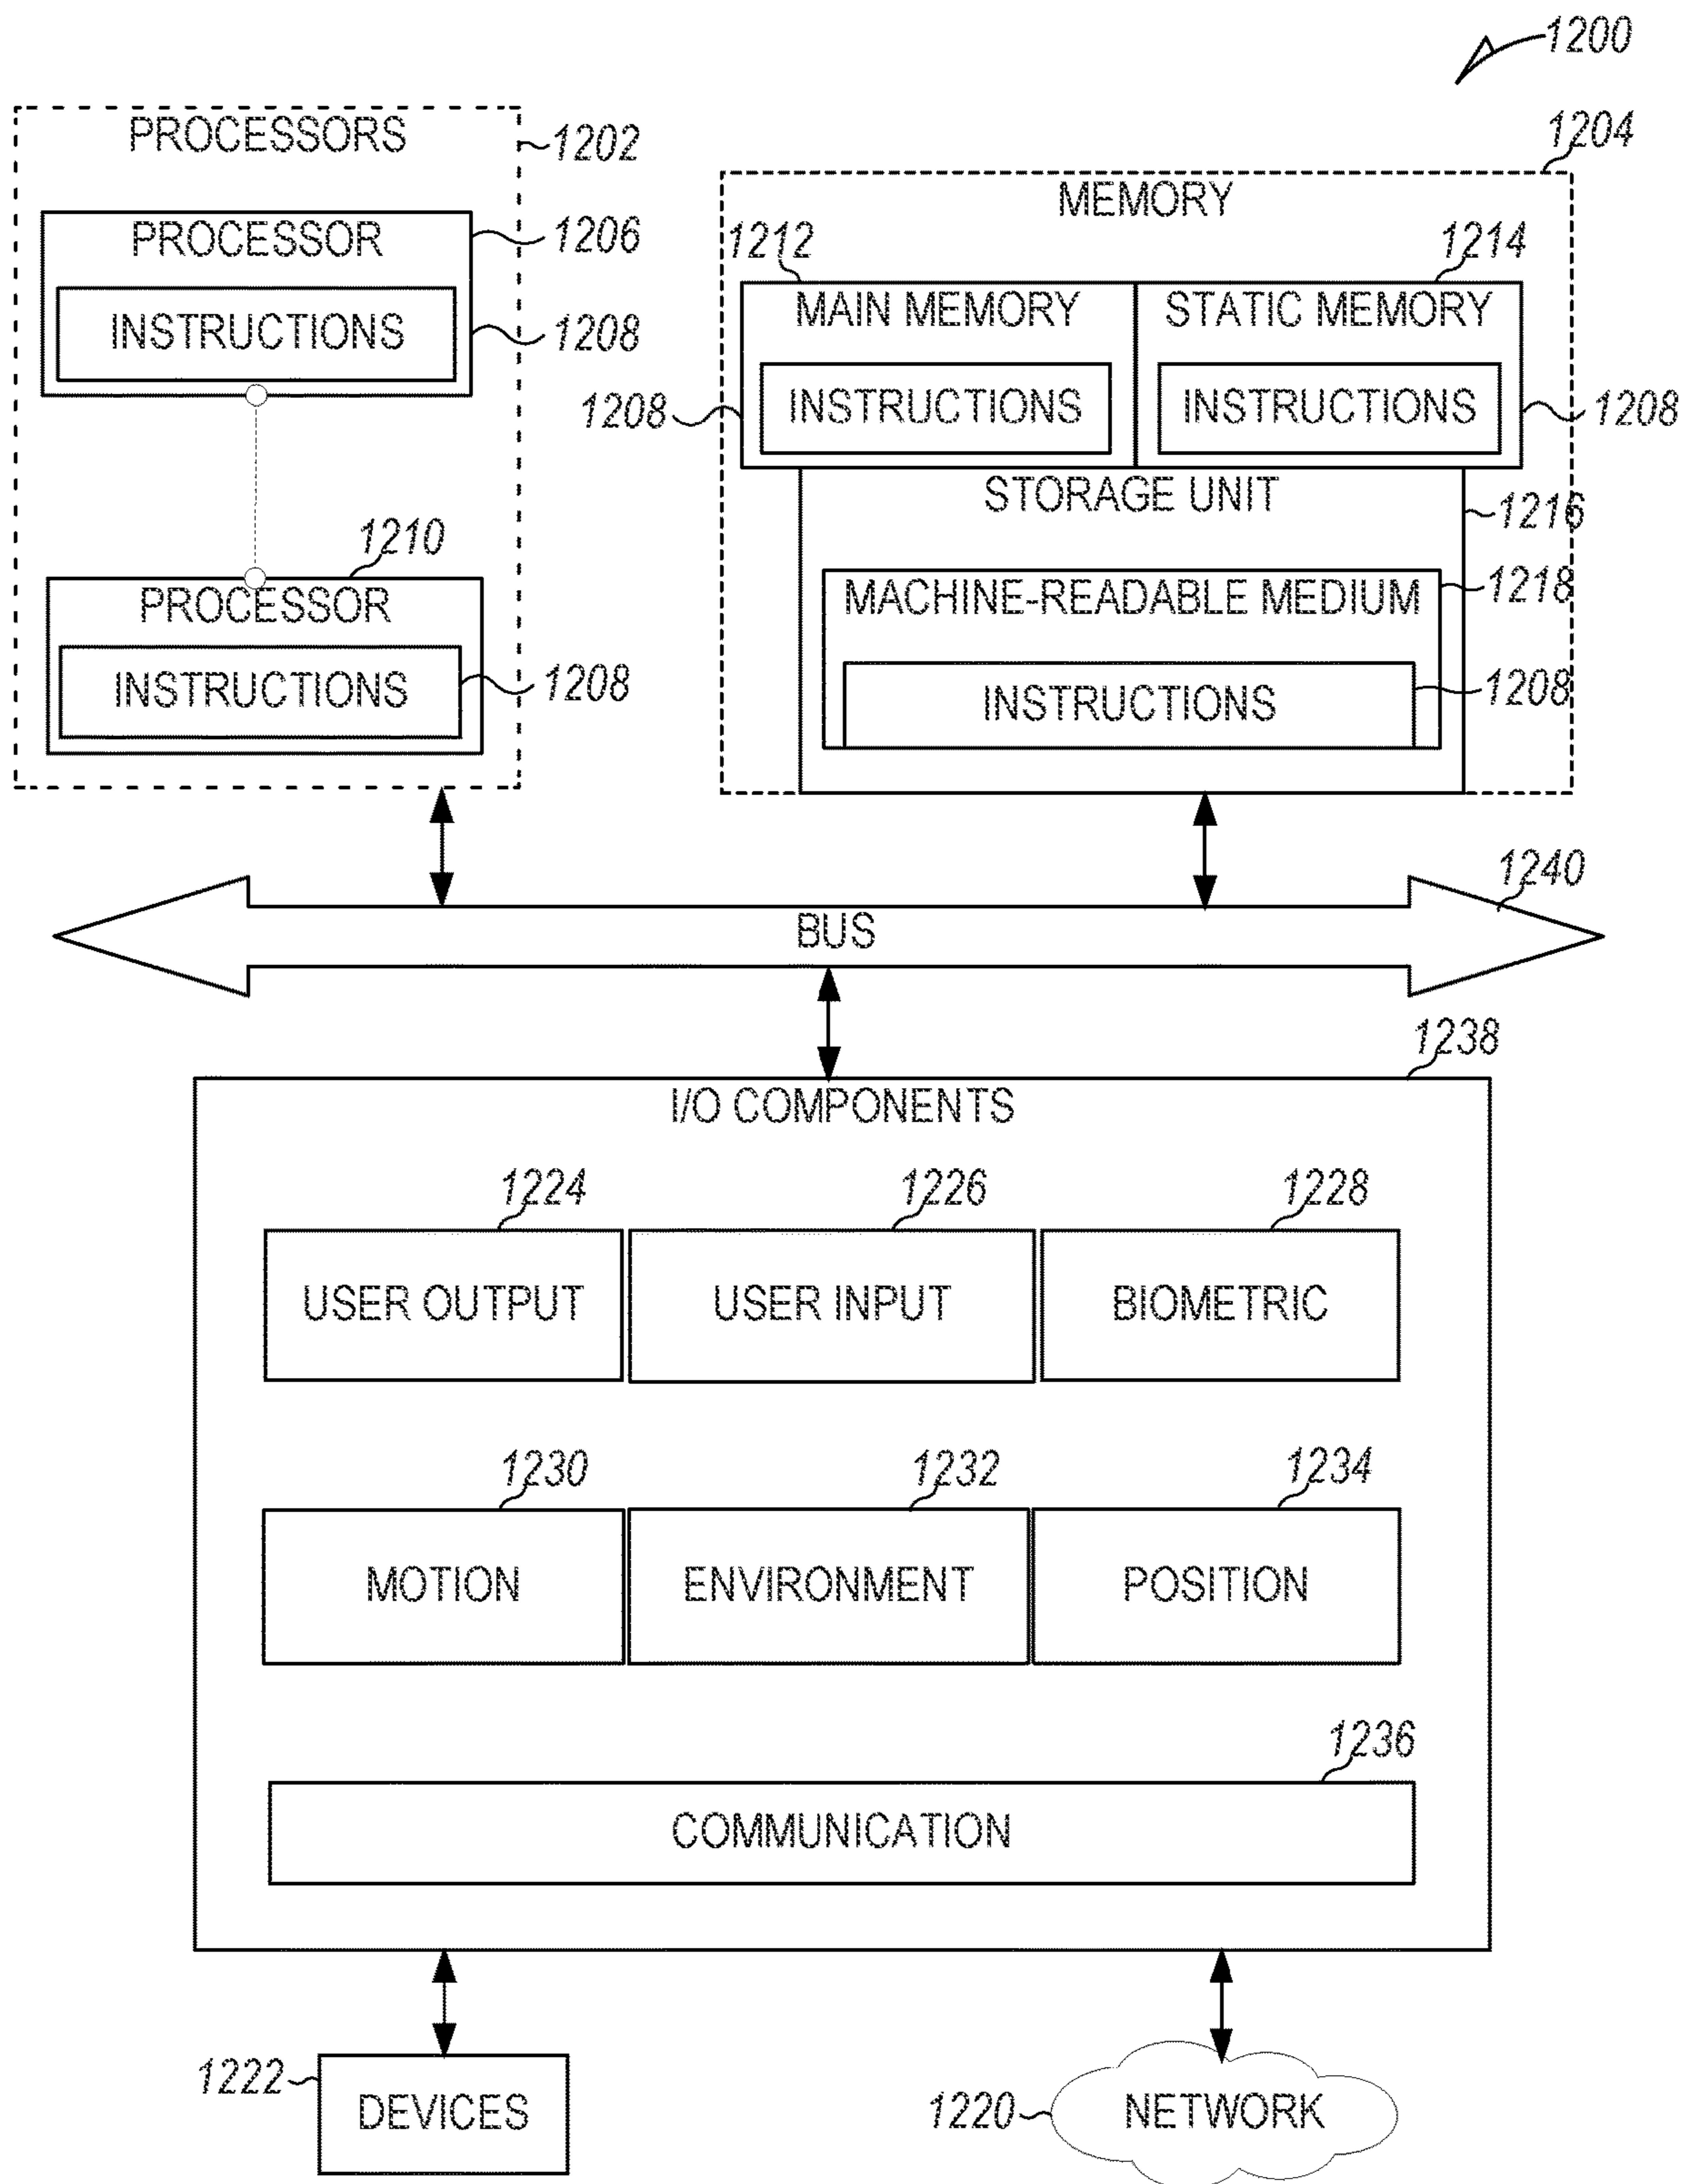 1200
PROCESSORS
1202
1204
MEMORY
PROCESSOR
1206
INSTRUCTIONS
1208
1212
1214
MAIN MEMORY
STATIC MEMORY
1208
INSTRUCTIONS
INSTRUCTIONS
1208
STORAGE UNIT
1216
1210
PROCESSOR
INSTRUCTIONS
1208
MACHINE-READABLE MEDIUM
1218
INSTRUCTIONS
1208
1240
BUS
1238
I/O COMPONENTS
1224
1226
1228
USER OUTPUT
USER INPUT
BIOMETRIC
1230
1232
1234
MOTION
ENVIRONMENT
POSITION
1236
COMMUNICATION
1222
DEVICES
1220
NETWORK